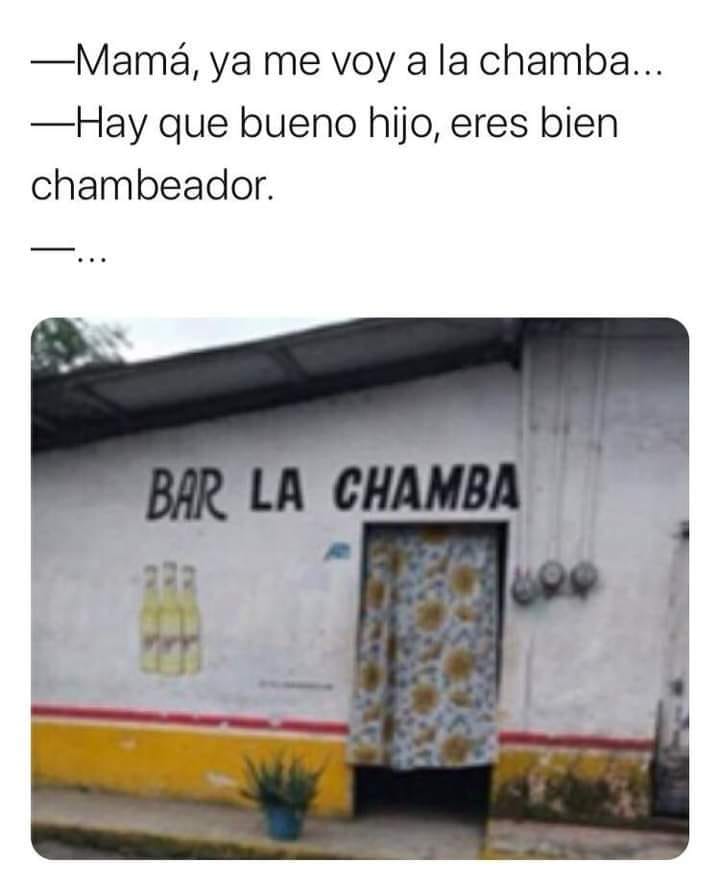 —Mamá, ya me voy a la chamba...
—Hay que bueno hijo, eres bien
chambeador.
—...
BAR LA CHAMBA